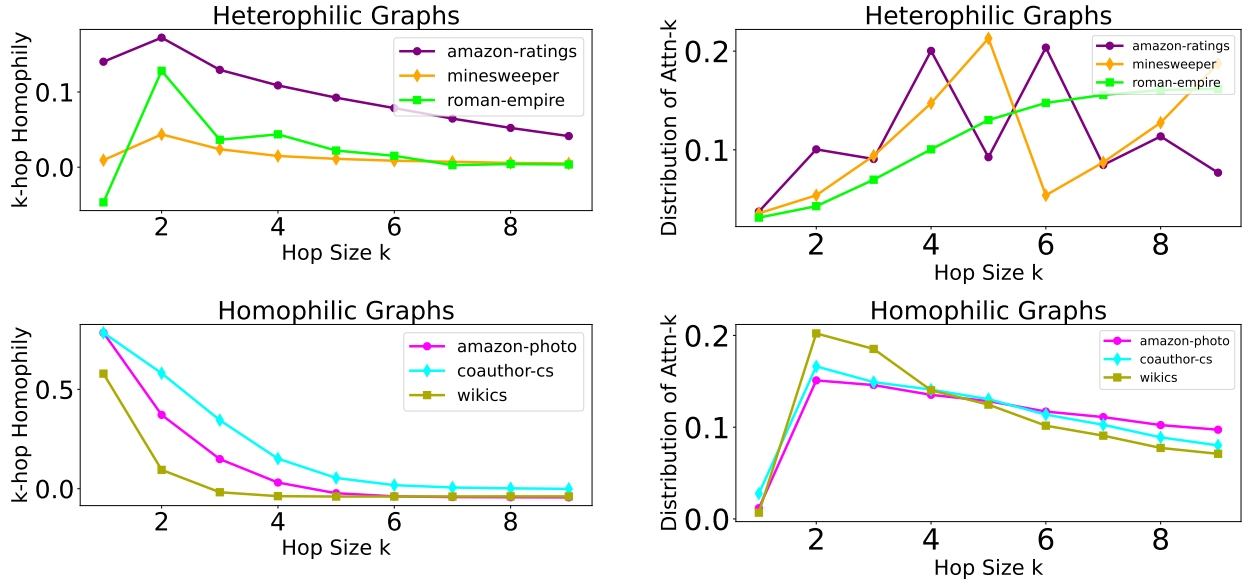 Heterophilic Graphs
k-hop Homophily
0.1
0.0
amazon-ratings
minesweeper
roman-empire
2 4 6 8
Hop Size k
Heterophilic Graphs
Distribution of Attn-k
0.2
0.1
amazon-ratings
minesweeper
roman-empire
2 4 6 8
Hop Size k
Homophilic Graphs
k-hop Homophily
0.5
0.0
amazon-photo
coauthor-cs
wikics
2 4 6 8
Hop Size k
Homophilic Graphs
Distribution of Attn-k
0.2
0.1
0.0
amazon-photo
coauthor-cs
wikics
2 4 6 8
Hop Size k